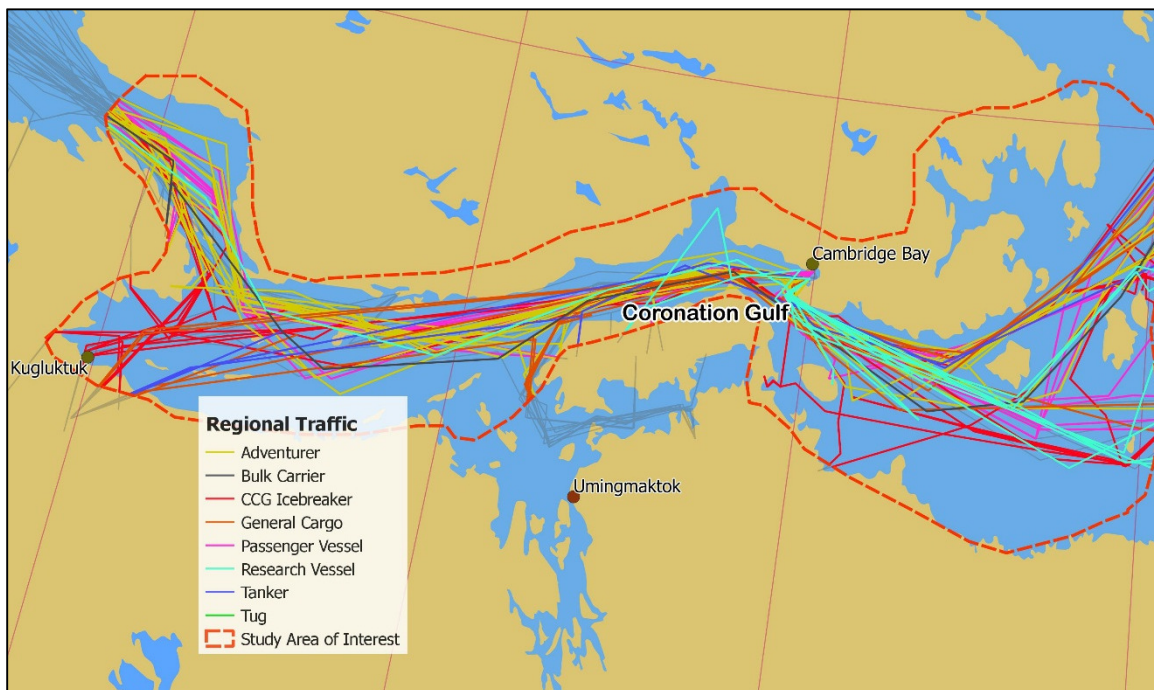 Cambridge Bay
Coronation Gulf
Kugluktuk
Regional Traffic
Adventurer
Bulk Carrier
CCG Icebreaker
General Cargo
Passenger Vessel
Research Vessel
Tanker
Tug
Study Area of Interest
Umingmaktok